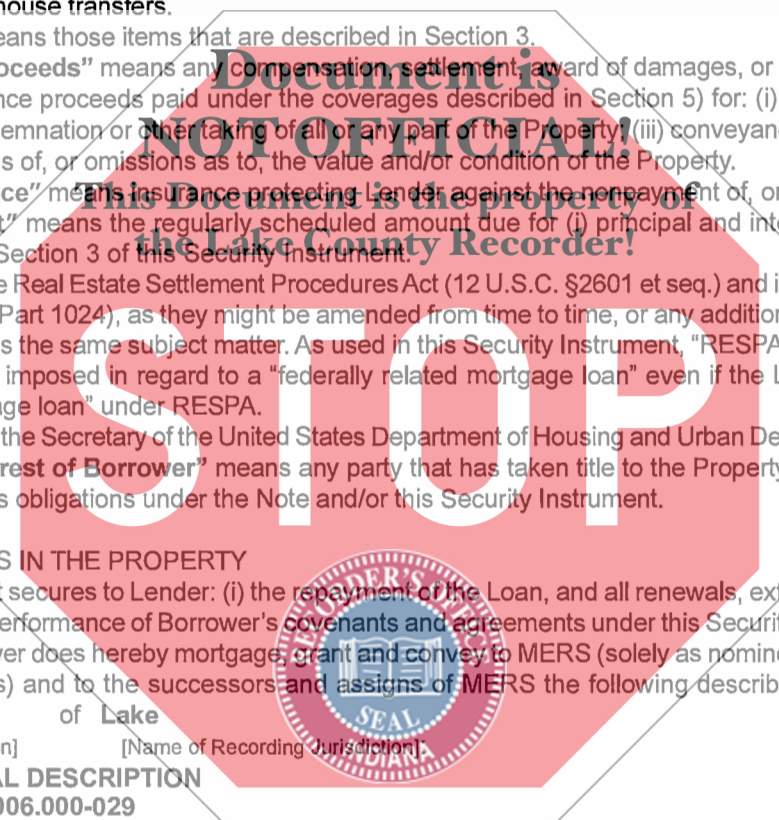 house transfers.
eans those items that are described in Section 3.
oceeds” means any compensation, settlement, award of damages, or
nce proceeds paid under the coverages described in Section 5) for: (i)
emnation or other taking of all or any part of the Property; (iii) conveyan
s of, or omissions as to, the value and/or condition of the Property.
ce” means insurance protecting Lender against the nonpayment of, or
t” means the regularly scheduled amount due for (i) principal and inte
Section 3 of this Security Instrument.
e Real Estate Settlement Procedures Act (12 U.S.C. §2601 et seq.) and i
Part 1024), as they might be amended from time to time, or any addition
s the same subject matter. As used in this Security Instrument, “RESPA
imposed in regard to a “federally related mortgage loan” even if the L
ge loan” under RESPA.
the Secretary of the United States Department of Housing and Urban De
rest of Borrower” means any party that has taken title to the Property
s obligations under the Note and/or this Security Instrument.
S IN THE PROPERTY
t secures to Lender: (i) the repayment of the Loan, and all renewals, ext
erformance of Borrower’s covenants and agreements under this Securit
ver does hereby mortgage, grant and convey to MERS (solely as nomine
s) and to the successors and assigns of MERS the following describ
of Lake
n] [Name of Recording Jurisdiction]:
AL DESCRIPTION
006.000-029
Document is
NOT OFFICIAL!
This Document is the property of
the Lake County Recorder!
STOP
RECORDER'S OFFICE
SEAL
INDIANA